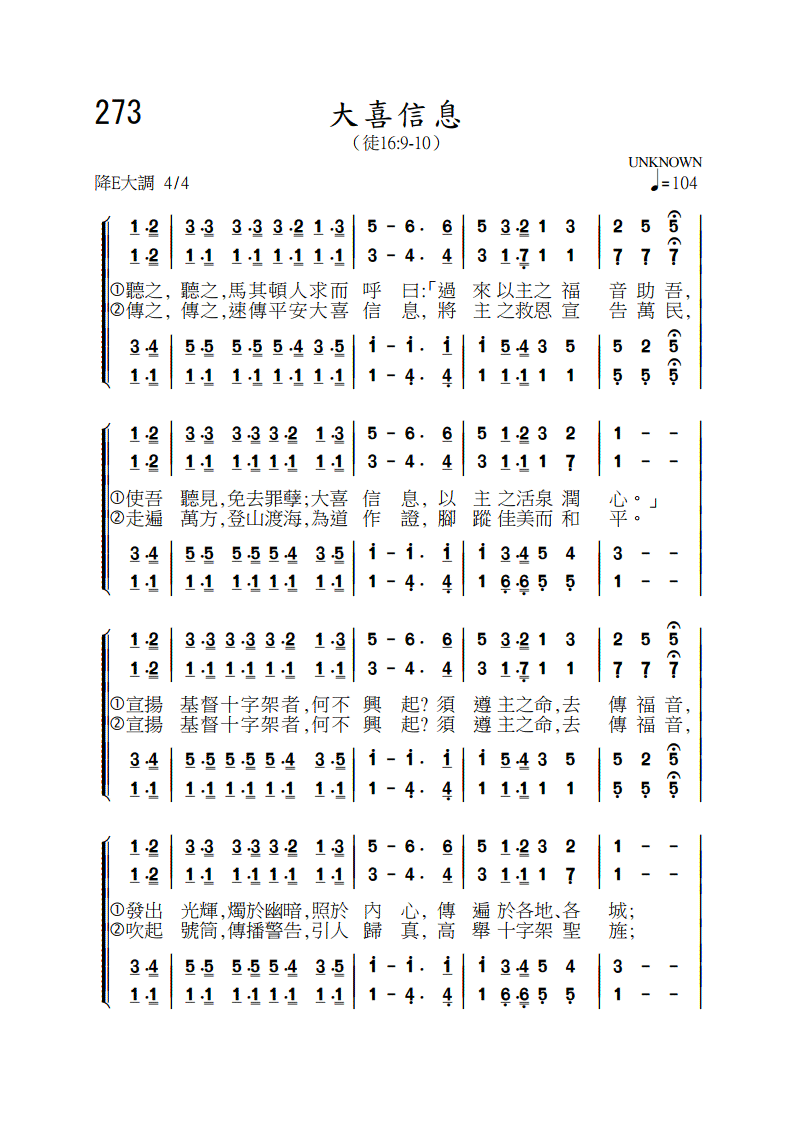 273
大喜信息
（徒16:9-10）
UNKNOWN
降E大調 4/4
♩=104
1·2 | 3·3 3·3 3·2 1·3 | 5 - 6· 6 | 5 3·2 1 3 | 2 5 5 |
1·2 | 1·1 1·1 1·1 1·1 | 3 - 4· 4 | 3 1·7 1 1 | 7 7 7 |
①聽之, 聽之,馬其頓人求而 呼 曰:「過 來以主之 福 音助吾,
②傳之, 傳之,速傳平安大喜 信 息, 將 主之救恩 宣 告萬民,
3·4 | 5·5 5·5 5·4 3·5 | 1 - 1· 1 | 1 5·4 3 5 | 5 2 5 |
1·1 | 1·1 1·1 1·1 1·1 | 1 - 4· 4 | 1 1·1 1 1 | 5 5 5 |
1·2 | 3·3 3·3 3·2 1·3 | 5 - 6· 6 | 5 1·2 3 2 | 1 - - |
1·2 | 1·1 1·1 1·1 1·1 | 3 - 4· 4 | 3 1·1 1 7 | 1 - - |
①使吾 聽見,免去罪孽;大喜 信 息, 以 主之活泉 潤 心。」
②走遍 萬方,登山渡海,為道 作 證, 腳 蹤佳美而 和 平。
3·4 | 5·5 5·5 5·4 3·5 | 1 - 1· 1 | 1 3·4 5 4 | 3 - - |
1·1 | 1·1 1·1 1·1 1·1 | 1 - 4· 4 | 1 6·6 5 5 | 1 - - |
1·2 | 3·3 3·3 3·2 1·3 | 5 - 6· 6 | 5 3·2 1 3 | 2 5 5 |
1·2 | 1·1 1·1 1·1 1·1 | 3 - 4· 4 | 3 1·7 1 1 | 7 7 7 |
①宣揚 基督十字架者,何不 興 起? 須 遵主之命,去 傳福音,
②宣揚 基督十字架者,何不 興 起? 須 遵主之命,去 傳福音,
3·4 | 5·5 5·5 5·4 3·5 | 1 - 1· 1 | 1 5·4 3 5 | 5 2 5 |
1·1 | 1·1 1·1 1·1 1·1 | 1 - 4· 4 | 1 1·1 1 1 | 5 5 5 |
1·2 | 3·3 3·3 3·2 1·3 | 5 - 6· 6 | 5 1·2 3 2 | 1 - - |
1·2 | 1·1 1·1 1·1 1·1 | 3 - 4· 4 | 3 1·1 1 7 | 1 - - |
①發出 光輝,燭於幽暗,照於 內 心, 傳 遍於各地、各 城;
②吹起 號筒,傳播警告,引人 歸 真, 高 舉十字架 聖 旌;
3·4 | 5·5 5·5 5·4 3·5 | 1 - 1· 1 | 1 3·4 5 4 | 3 - - |
1·1 | 1·1 1·1 1·1 1·1 | 1 - 4· 4 | 1 6·6 5 5 | 1 - - |